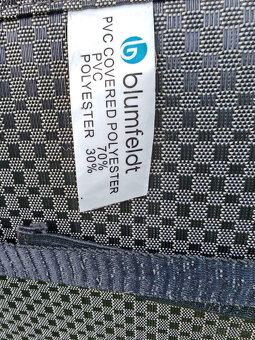 blumfeldt
PVC COVERED POLYESTER
PVC 70%
POLYESTER 30%